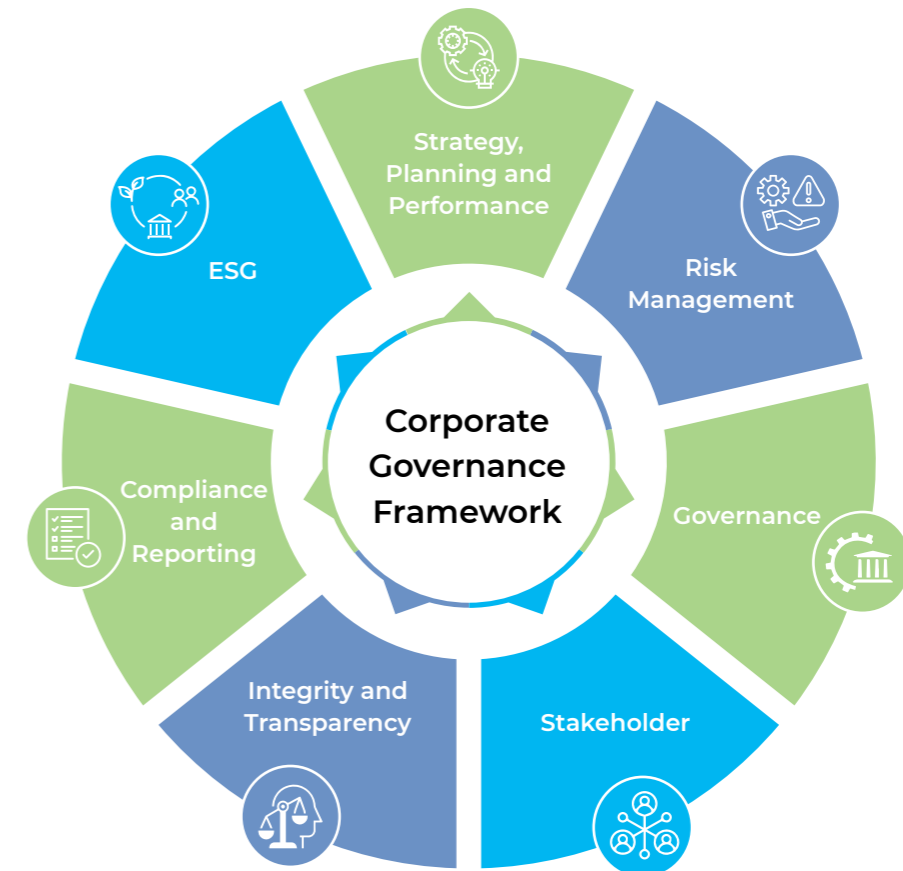 Strategy,
Planning and
Performance
Risk
Management
Governance
Stakeholder
Integrity and
Transparency
Compliance
and
Reporting
ESG
Corporate
Governance
Framework